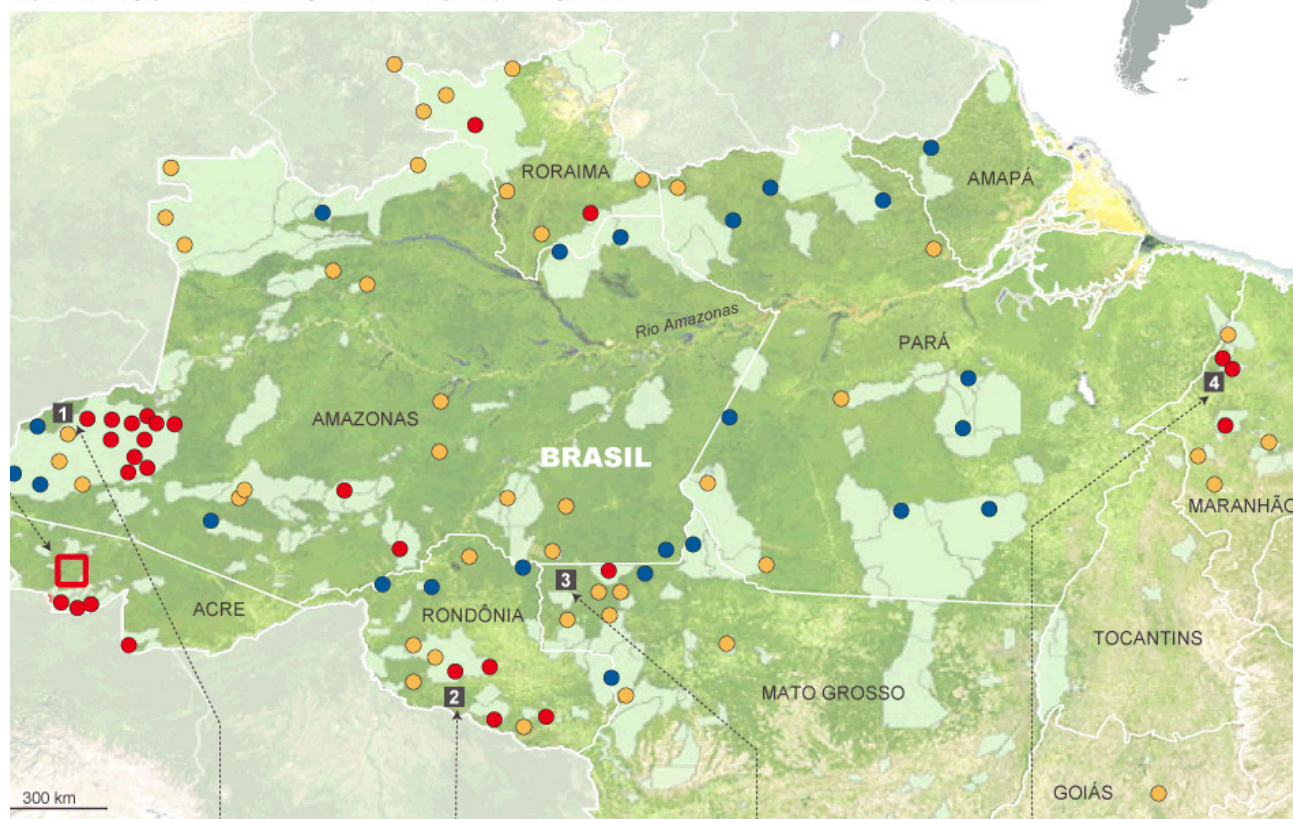 RORAIMA
AMAPÁ
Rio Amazonas
PARÁ
4
1
AMAZONAS
BRASIL
MARANHÃO
3
ACRE
RONDÔNIA
TOCANTINS
2
MATO GROSSO
300 km
GOIÁS